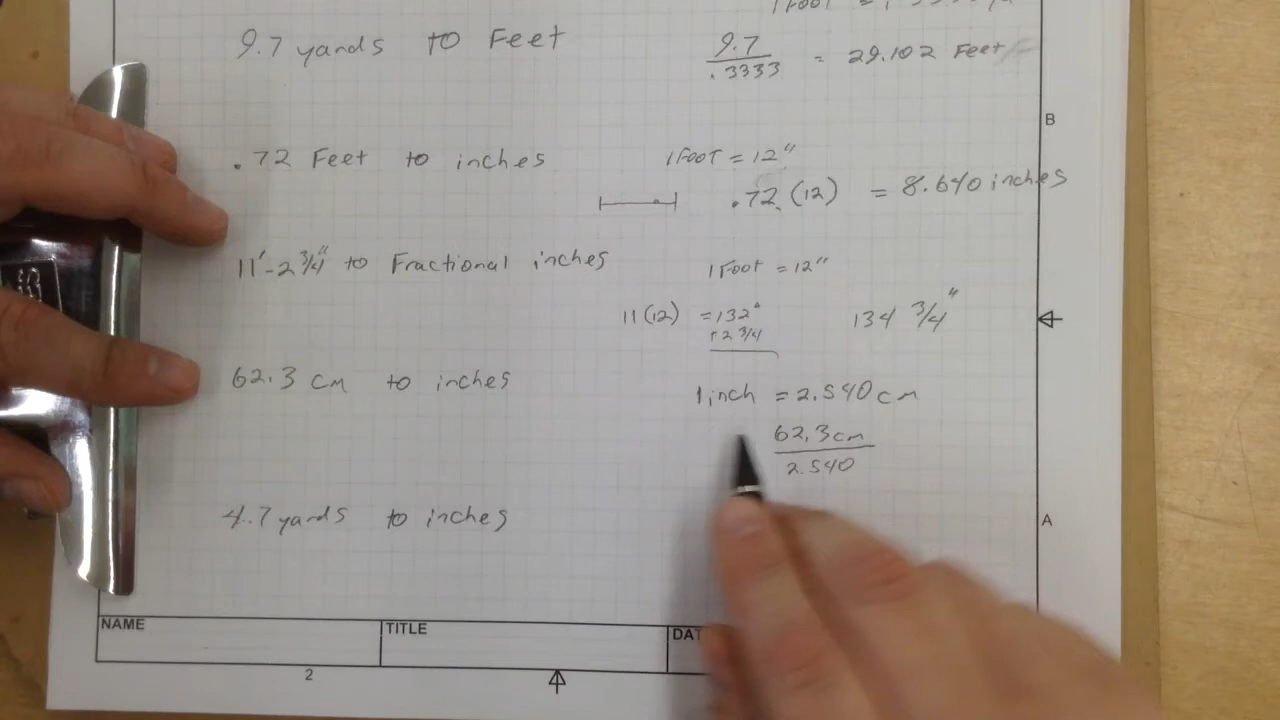 9.7 yards to Feet
9.7
.3333
= 29.102 Feet
B
.72 Feet to inches
1 FOOT = 12"
.72 (12) = 8.640 inches
11'-2 3/4" to Fractional inches
1 Foot = 12"
11 (12) = 132"
+2 3/4
134 3/4"
62.3 cm to inches
1 inch = 2.540 cm
62.3 cm
2.540
4.7 yards to inches
A
NAME
TITLE
2